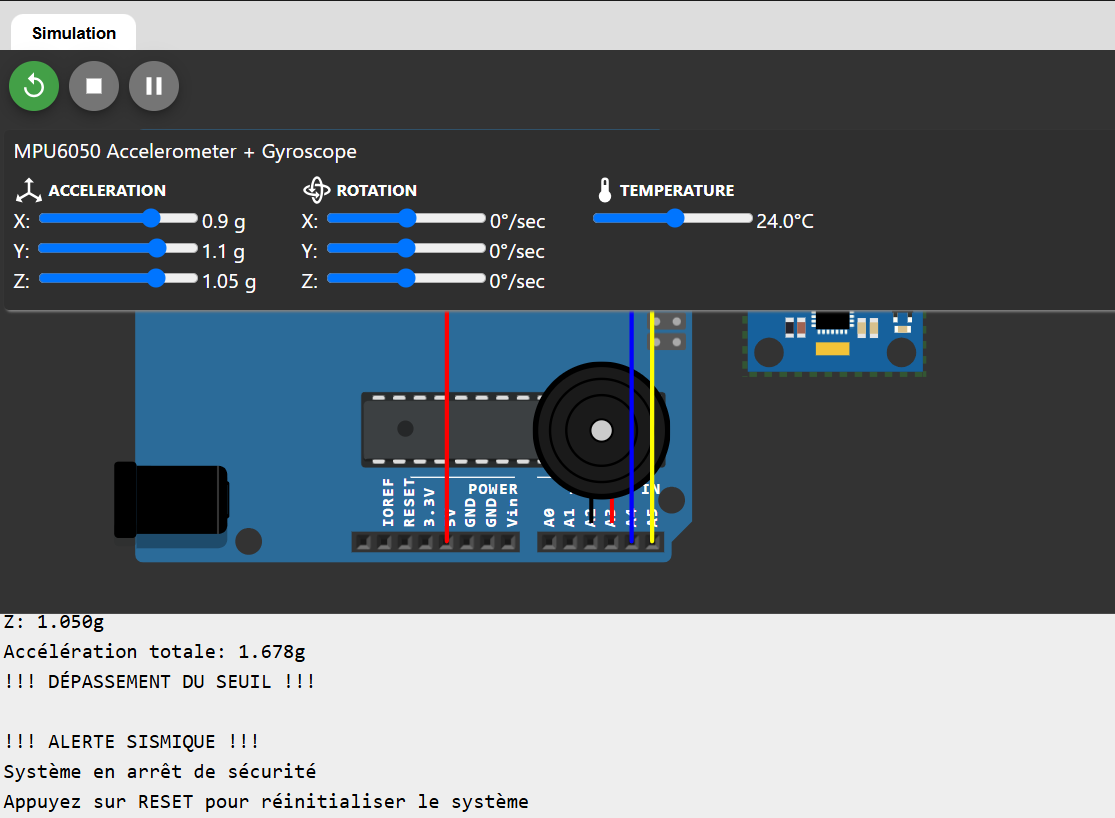 Simulation
MPU6050 Accelerometer + Gyroscope
ACCELERATION
X: 0.9 g
Y: 1.1 g
Z: 1.05 g
ROTATION
X: 0°/sec
Y: 0°/sec
Z: 0°/sec
TEMPERATURE
24.0°C
IOREF
RESET
3.3V
5V
GND
GND
Vin
POWER
A0
A1
A2
A3
A4
A5
IN
Z: 1.050g
Accélération totale: 1.678g
!!! DÉPASSEMENT DU SEUIL !!!
!!! ALERTE SISMIQUE !!!
Système en arrêt de sécurité
Appuyez sur RESET pour réinitialiser le système